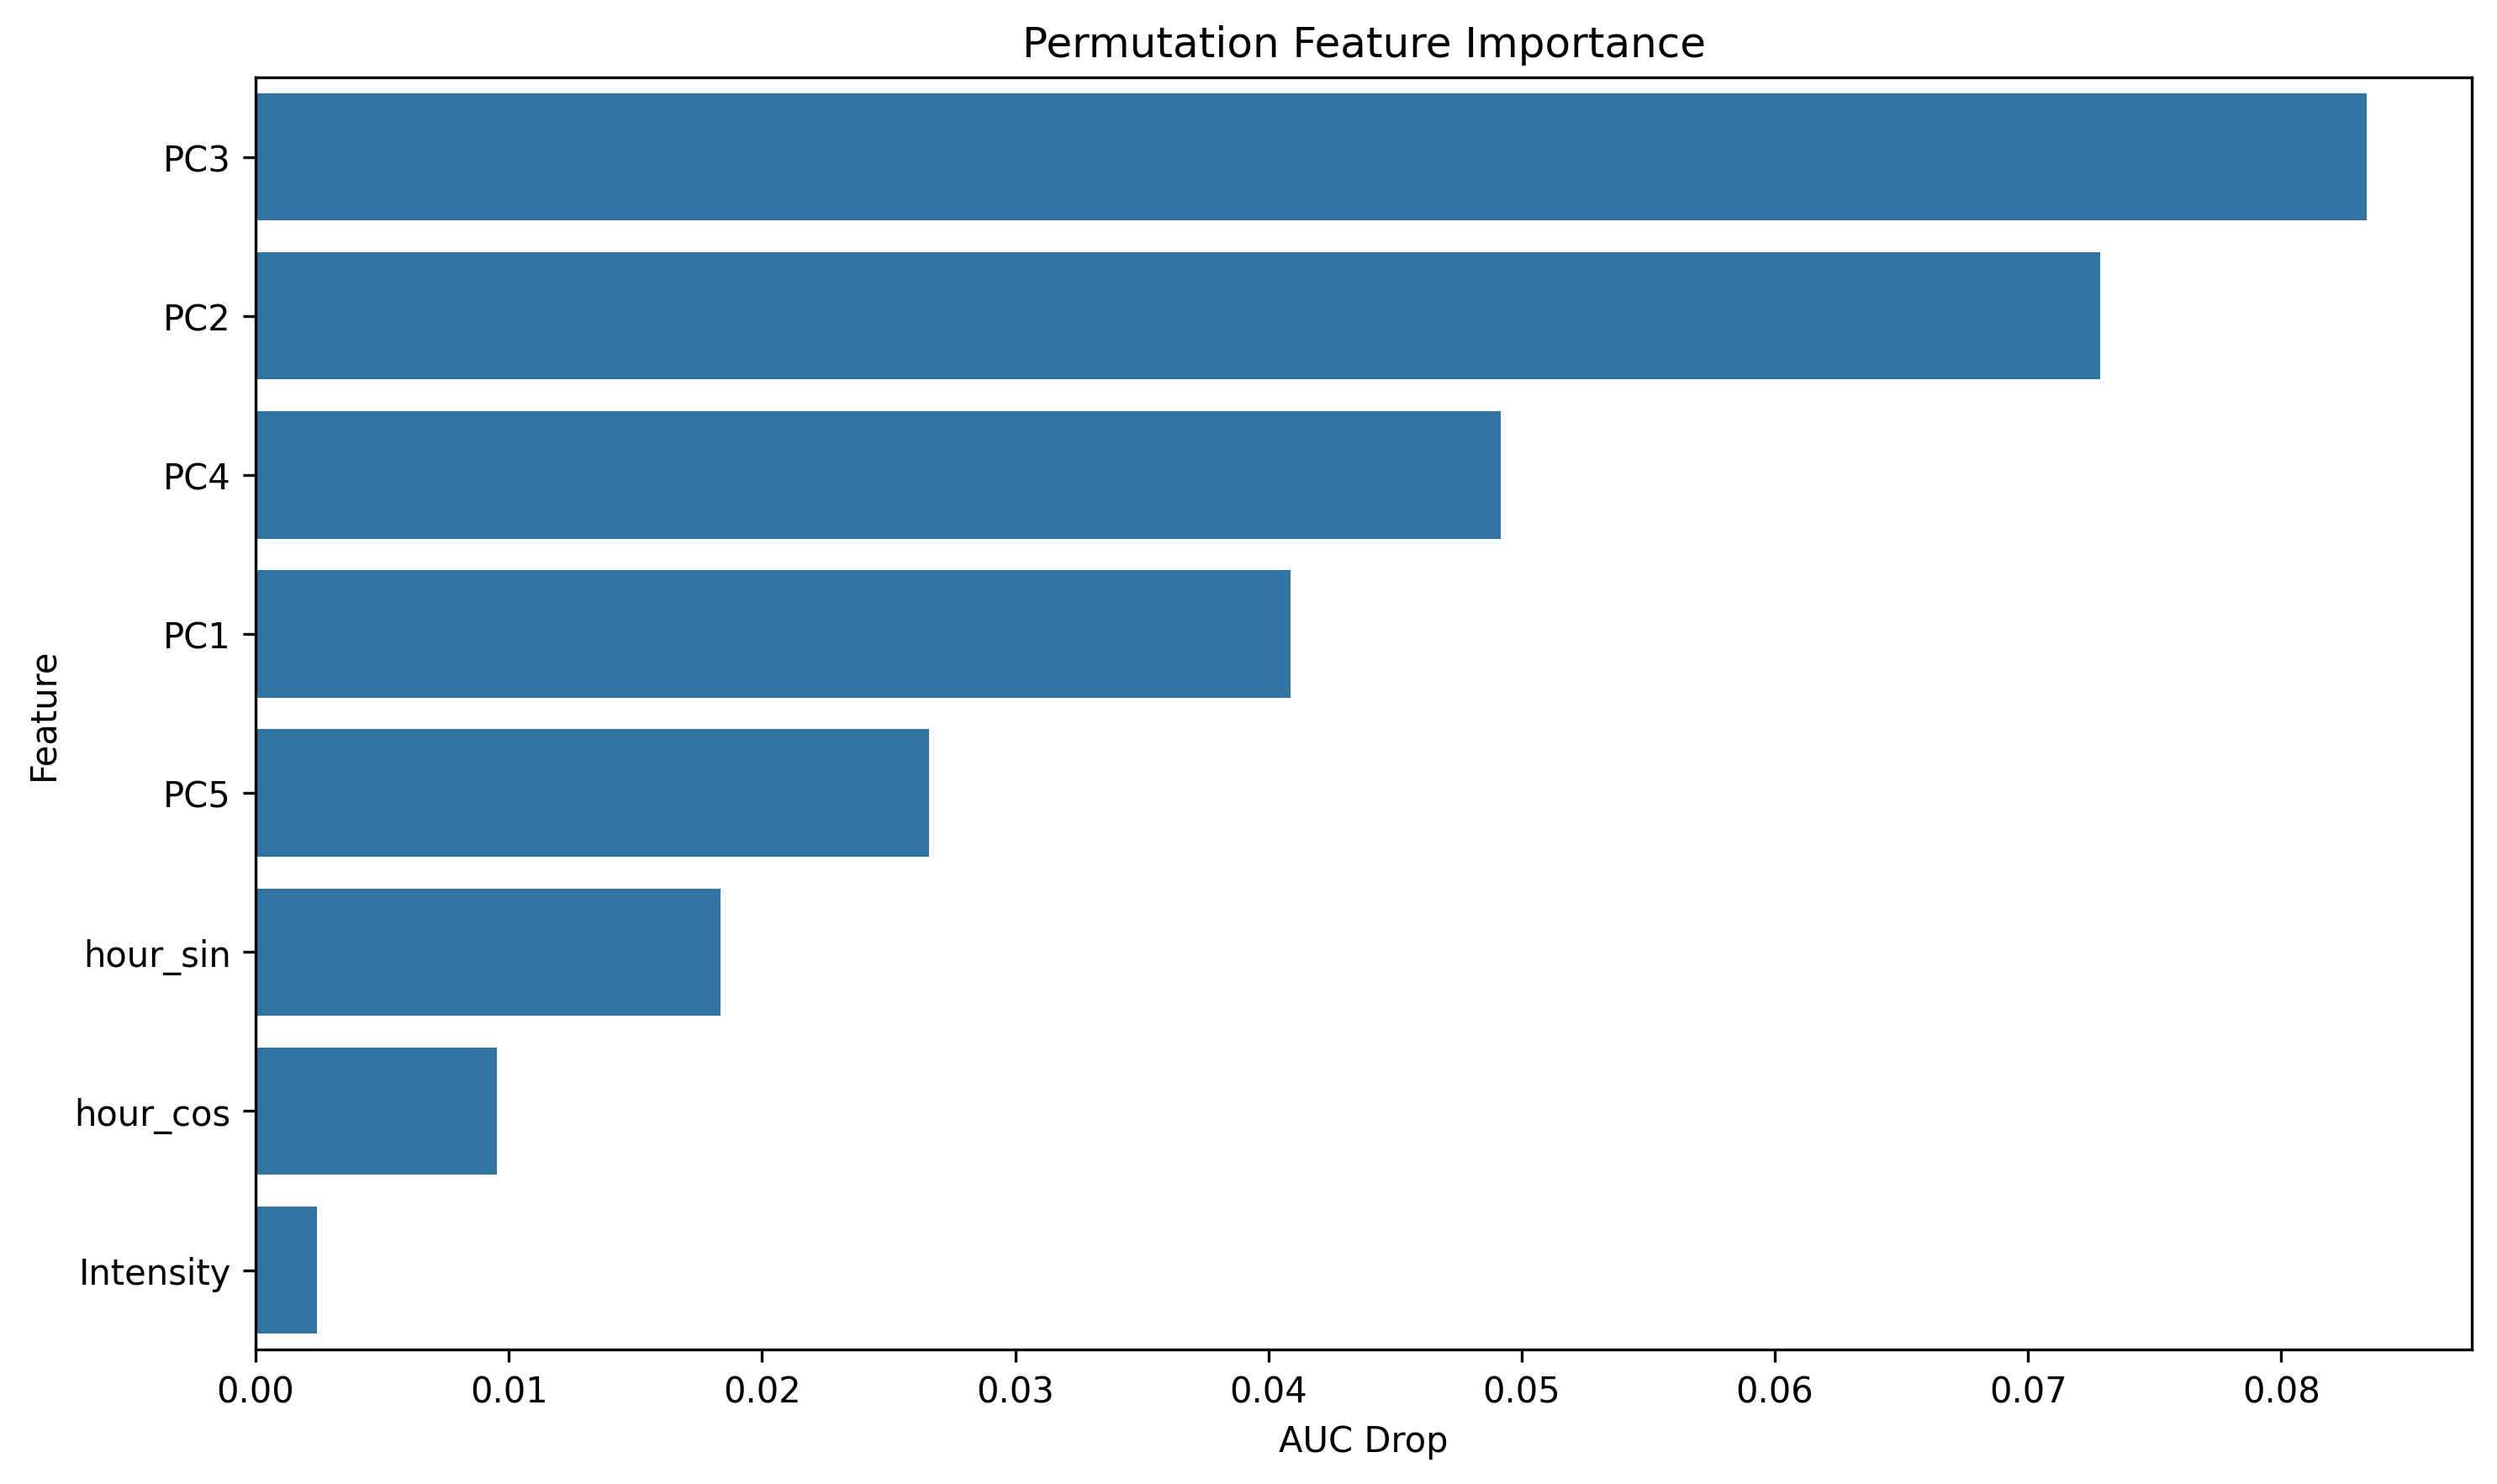 Permutation Feature Importance
PC3
PC2
PC4
PC1
PC5
hour_sin
hour_cos
Intensity
Feature
0.00 0.01 0.02 0.03 0.04 0.05 0.06 0.07 0.08
AUC Drop